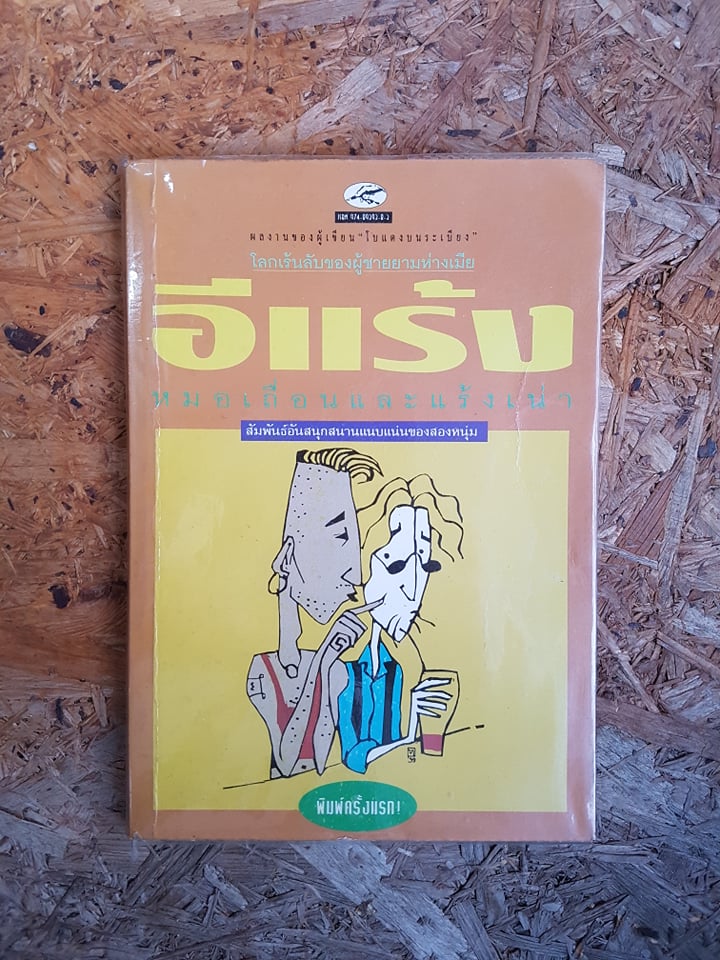 ผลงานของผู้เขียน "โบแดงบนระเบียง"
โลกเร้นลับของผู้ชายยามห่างเมีย
อีแร้ง
หมอเถื่อนและแร้งเน่า
สัมพันธ์อันสนุกสนานแนบแน่นของสองหนุ่ม
พิมพ์ครั้งแรก!